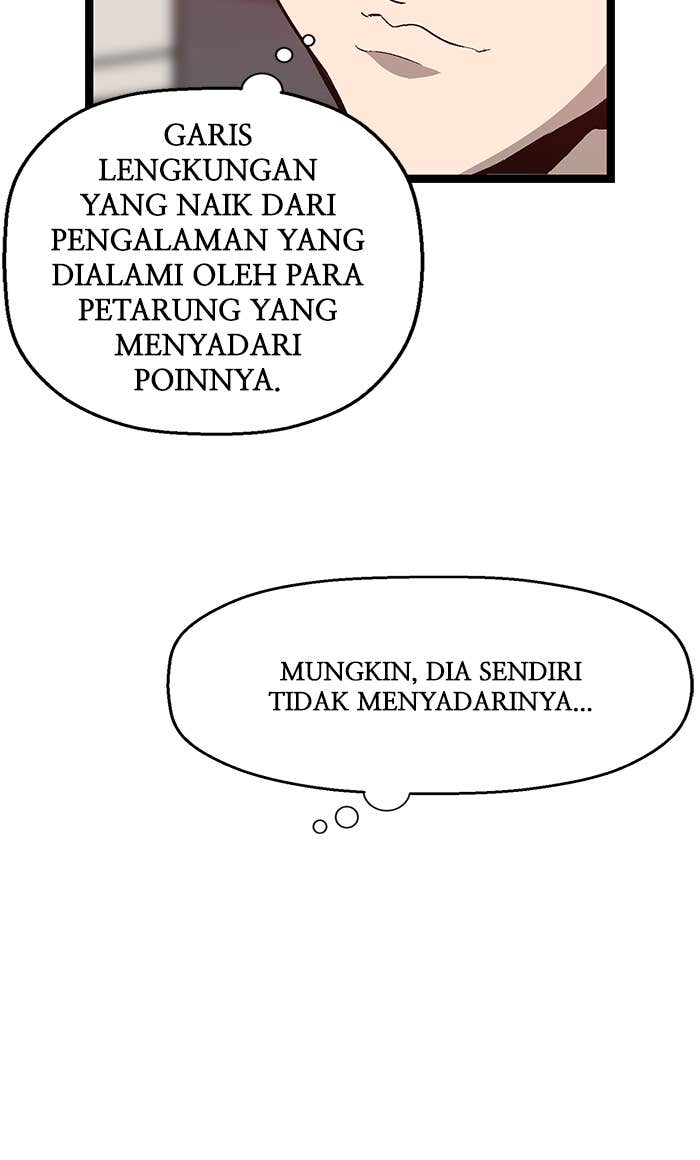 GARIS
LENGKUNGAN
YANG NAIK DARI
PENGALAMAN YANG
DIALAMI OLEH PARA
PETARUNG YANG
MENYADARI
POINNYA.
MUNGKIN, DIA SENDIRI
TIDAK MENYADARINYA...